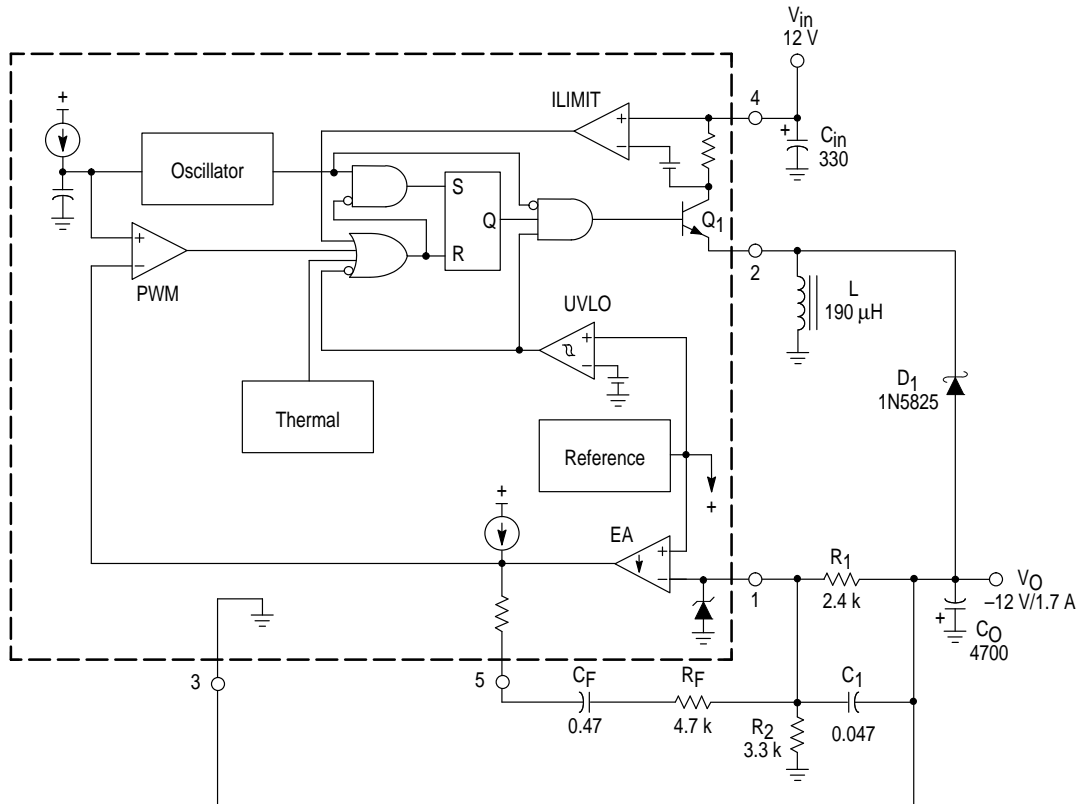 Vin
12 V
4
+
Cin
330
ILIMIT
+
–
+
Oscillator
S
Q
R
Q1
2
L
190 µH
+
–
PWM
UVLO
+
–
D1
1N5825
Thermal
Reference
+
+
EA
+
–
1
R1
2.4 k
VO
–12 V/1.7 A
+
CO
4700
3
5
CF
0.47
RF
4.7 k
R2
3.3 k
C1
0.047